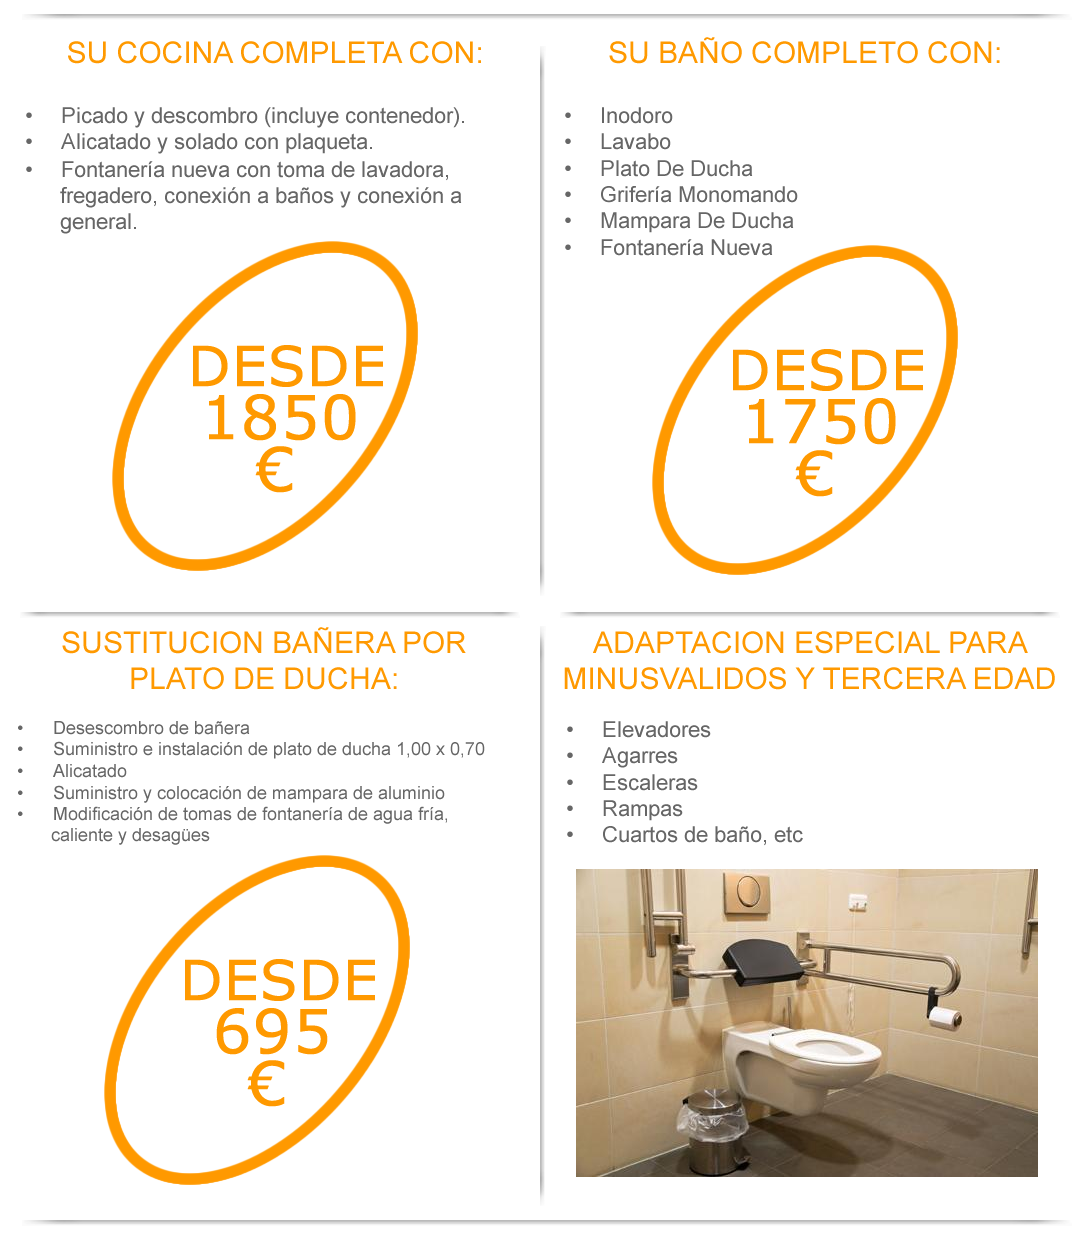 SU COCINA COMPLETA CON:
• Picado y descombro (incluye contenedor).
• Alicatado y solado con plaqueta.
• Fontanería nueva con toma de lavadora,
fregadero, conexión a baños y conexión a
general.
DESDE
1850
€
SU BAÑO COMPLETO CON:
• Inodoro
• Lavabo
• Plato De Ducha
• Grifería Monomando
• Mampara De Ducha
• Fontanería Nueva
DESDE
1750
€
SUSTITUCION BAÑERA POR
PLATO DE DUCHA:
• Desescombro de bañera
• Suministro e instalación de plato de ducha 1,00 x 0,70
• Alicatado
• Suministro y colocación de mampara de aluminio
• Modificación de tomas de fontanería de agua fría,
caliente y desagües
DESDE
695
€
ADAPTACION ESPECIAL PARA
MINUSVALIDOS Y TERCERA EDAD
• Elevadores
• Agarres
• Escaleras
• Rampas
• Cuartos de baño, etc